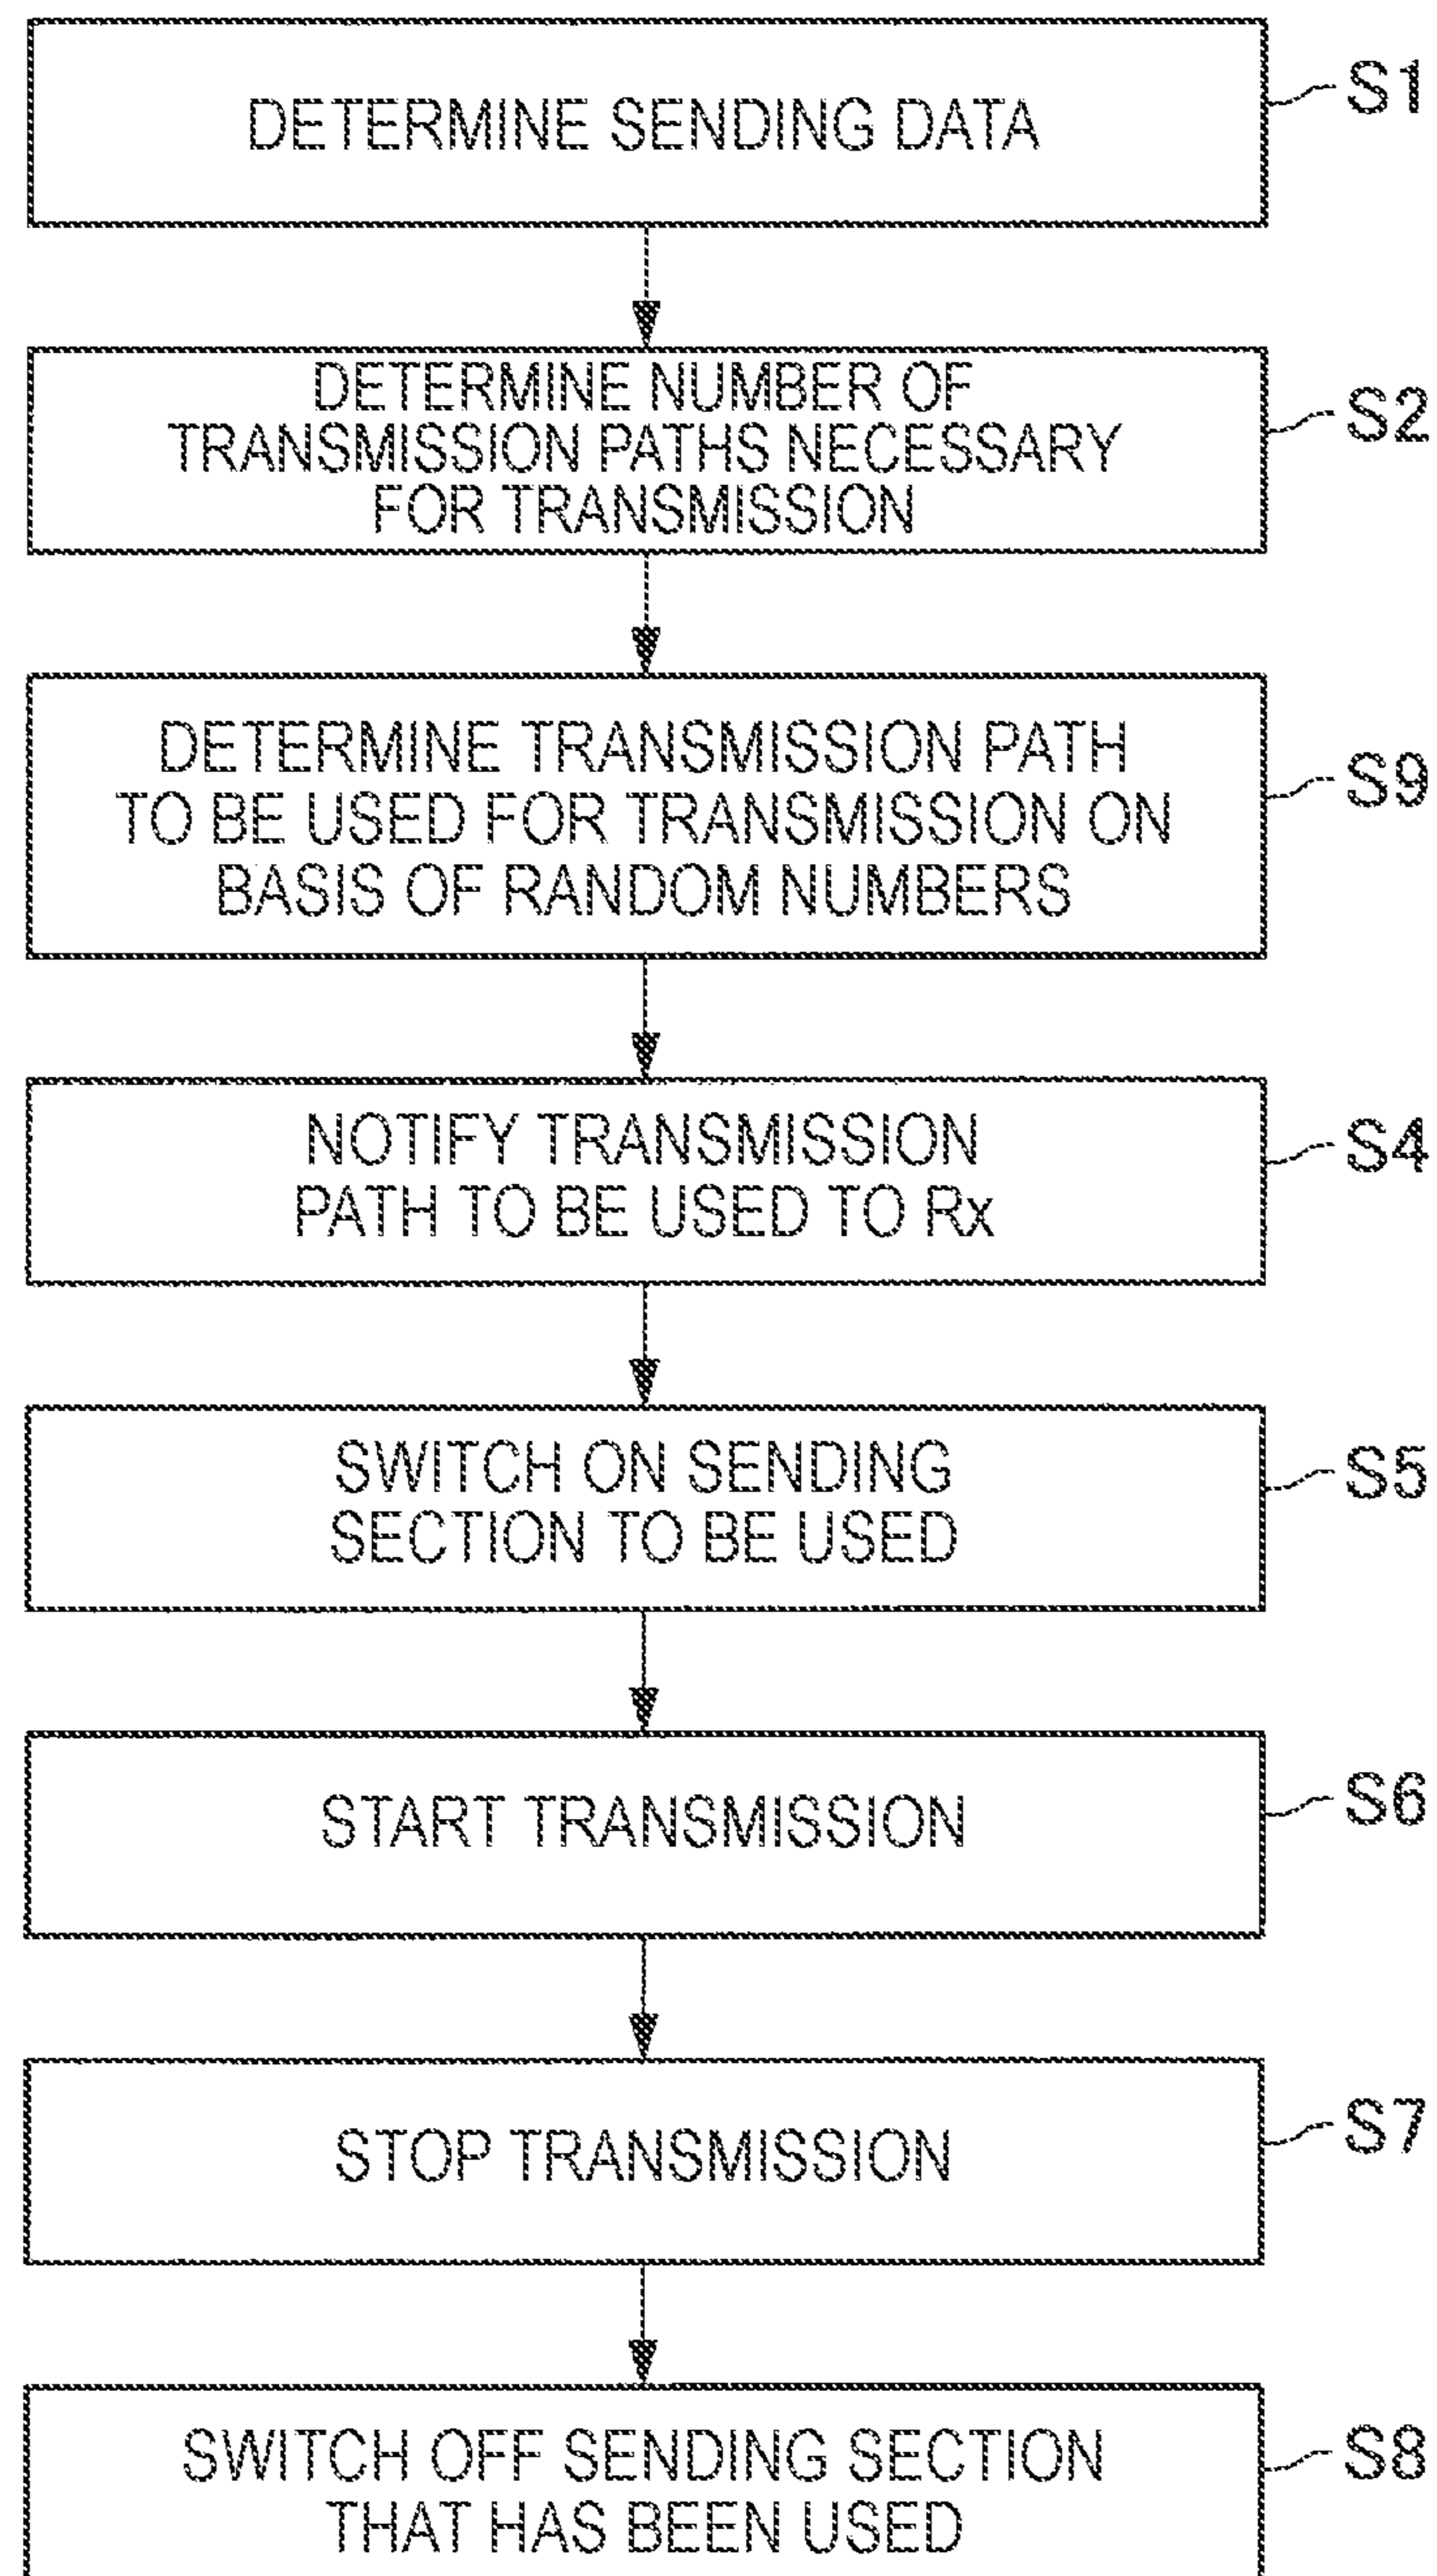 DETERMINE SENDING DATA
S1
DETERMINE NUMBER OF
TRANSMISSION PATHS NECESSARY
FOR TRANSMISSION
S2
DETERMINE TRANSMISSION PATH
TO BE USED FOR TRANSMISSION ON
BASIS OF RANDOM NUMBERS
S9
NOTIFY TRANSMISSION
PATH TO BE USED TO Rx
S4
SWITCH ON SENDING
SECTION TO BE USED
S5
START TRANSMISSION
S6
STOP TRANSMISSION
S7
SWITCH OFF SENDING SECTION
THAT HAS BEEN USED
S8